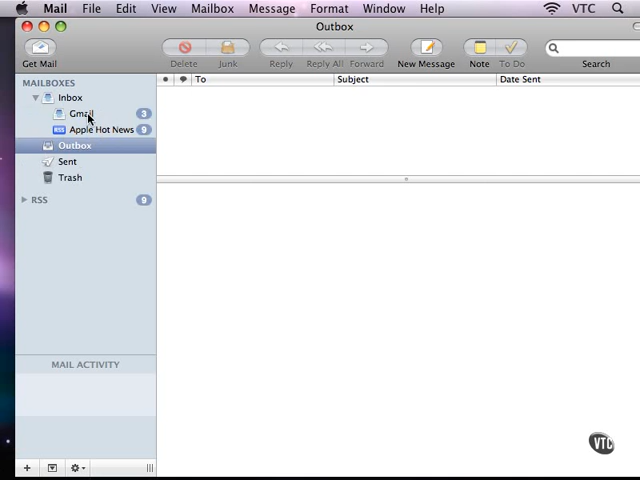 Mail File Edit View Mailbox Message Format Window Help VTC
Outbox
Get Mail Delete Junk Reply Reply All Forward New Message Note To Do Search
MAILBOXES
To Subject Date Sent
Inbox
Gmail 3
RSS Apple Hot News 9
Outbox
Sent
Trash
RSS 9
MAIL ACTIVITY
VTC